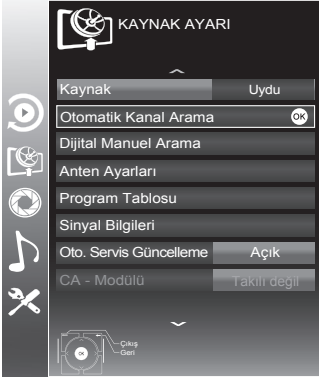 KAYNAK AYARI
Kaynak Uydu
Otomatik Kanal Arama OK
Dijital Manuel Arama
Anten Ayarları
Program Tablosu
Sinyal Bilgileri
Oto. Servis Güncelleme Açık
CA - Modülü Takılı değil
Çıkış
OK Geri